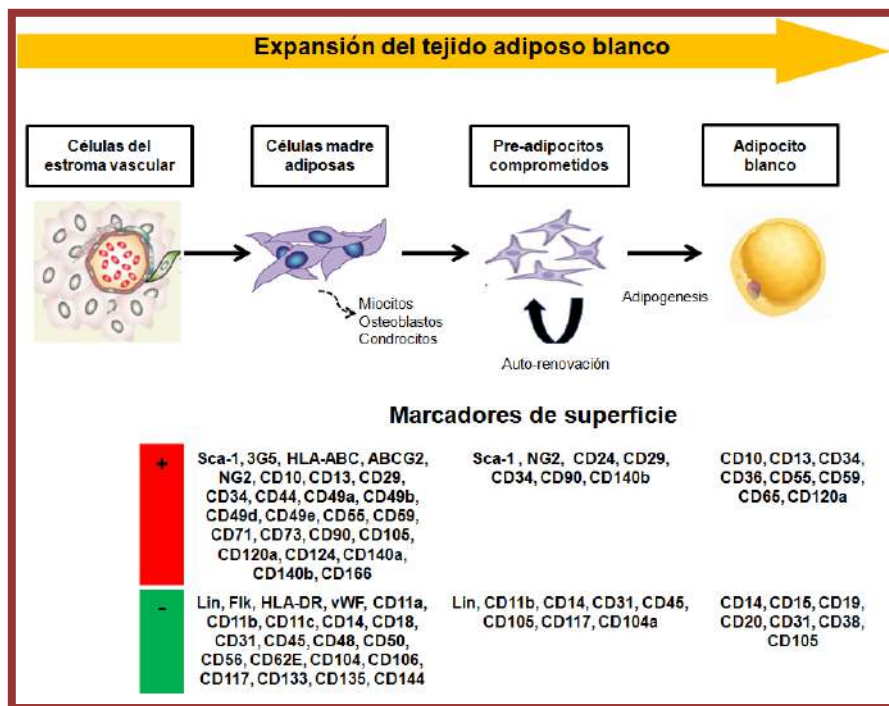 Expansión del tejido adiposo blanco
Células del
estroma vascular
Células madre
adiposas
Pre-adipocitos
comprometidos
Adipocito
blanco
Miocitos
Osteoblastos
Condrocitos
Adipogenesis
Auto-renovación
Marcadores de superficie
+
Sca-1, 3G5, HLA-ABC, ABCG2,
NG2, CD10, CD13, CD29,
CD34, CD44, CD49a, CD49b,
CD49d, CD49e, CD55, CD59,
CD71, CD73, CD90, CD105,
CD120a, CD124, CD140a,
CD140b, CD166
Sca-1 , NG2, CD24, CD29,
CD34, CD90, CD140b
CD10, CD13, CD34,
CD36, CD55, CD59,
CD65, CD120a
-
Lin, Flk, HLA-DR, vWF, CD11a,
CD11b, CD11c, CD14, CD18,
CD31, CD45, CD48, CD50,
CD56, CD62E, CD104, CD106,
CD117, CD133, CD135, CD144
Lin, CD11b, CD14, CD31, CD45,
CD105, CD117, CD104a
CD14, CD15, CD19,
CD20, CD31, CD38,
CD105